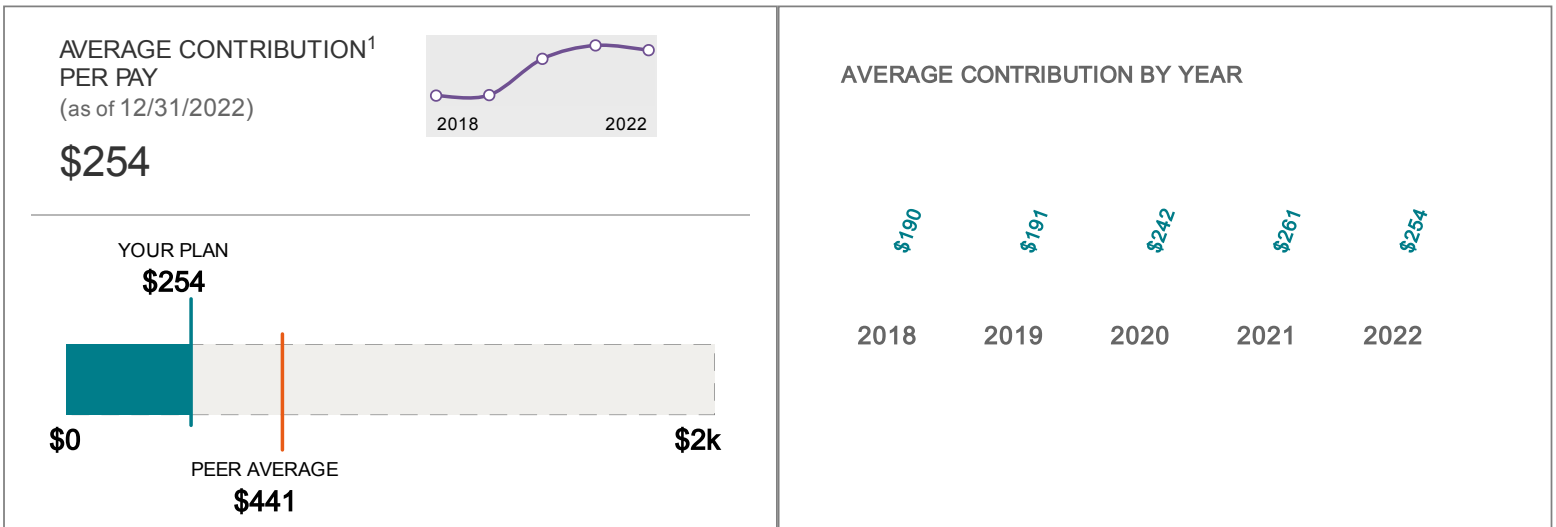 AVERAGE CONTRIBUTION¹
PER PAY
(as of 12/31/2022)
$254
2018 2022
YOUR PLAN
$254
$0 $2k
PEER AVERAGE
$441
AVERAGE CONTRIBUTION BY YEAR
$190 $191 $242 $261 $254
2018 2019 2020 2021 2022